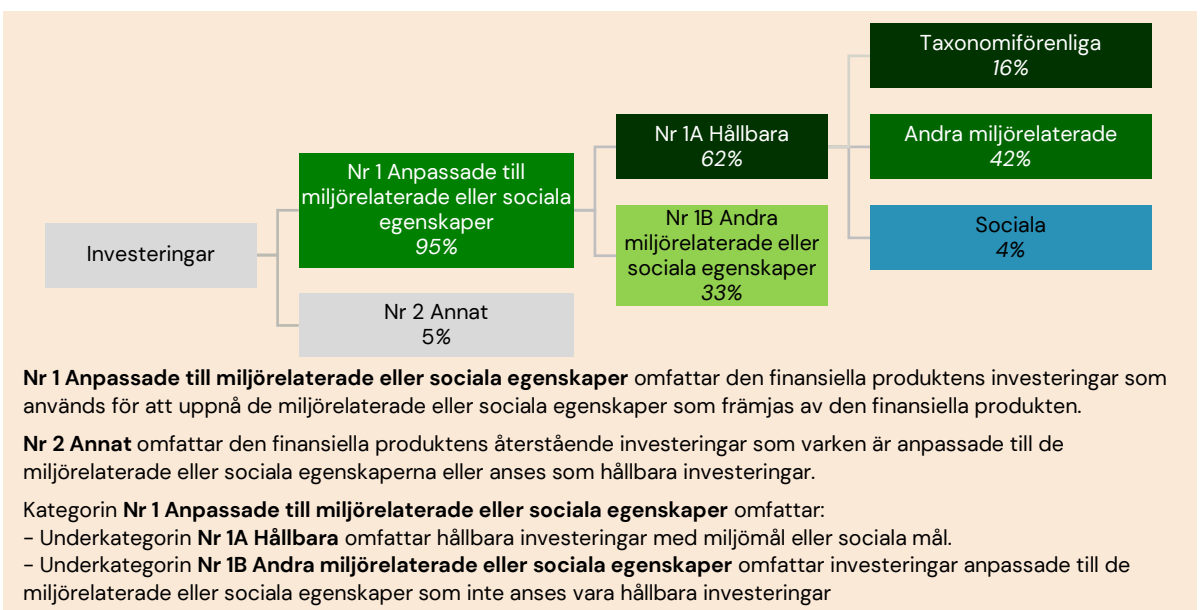 Investeringar
Nr 1 Anpassade till
miljörelaterade eller sociala
egenskaper
95%
Nr 2 Annat
5%
Nr 1A Hållbara
62%
Nr 1B Andra
miljörelaterade eller
sociala egenskaper
33%
Taxonomiförenliga
16%
Andra miljörelaterade
42%
Sociala
4%
Nr 1 Anpassade till miljörelaterade eller sociala egenskaper omfattar den finansiella produktens investeringar som
används för att uppnå de miljörelaterade eller sociala egenskaper som främjas av den finansiella produkten.
Nr 2 Annat omfattar den finansiella produktens återstående investeringar som varken är anpassade till de
miljörelaterade eller sociala egenskaperna eller anses som hållbara investeringar.
Kategorin Nr 1 Anpassade till miljörelaterade eller sociala egenskaper omfattar:
- Underkategorin Nr 1A Hållbara omfattar hållbara investeringar med miljömål eller sociala mål.
- Underkategorin Nr 1B Andra miljörelaterade eller sociala egenskaper omfattar investeringar anpassade till de
miljörelaterade eller sociala egenskaper som inte anses vara hållbara investeringar